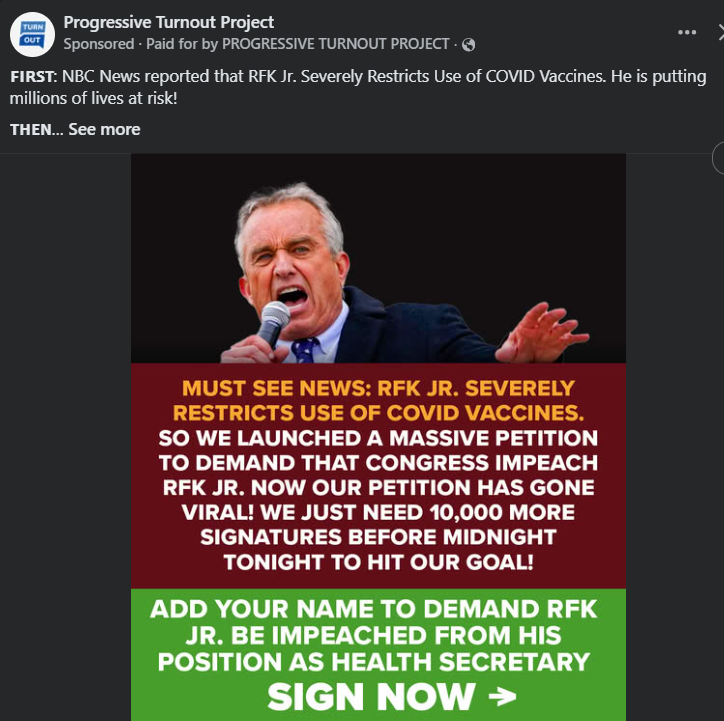 TURN
OUT
Progressive Turnout Project
Sponsored · Paid for by PROGRESSIVE TURNOUT PROJECT ·
FIRST: NBC News reported that RFK Jr. Severely Restricts Use of COVID Vaccines. He is putting
millions of lives at risk!
THEN... See more
MUST SEE NEWS: RFK JR. SEVERELY
RESTRICTS USE OF COVID VACCINES.
SO WE LAUNCHED A MASSIVE PETITION
TO DEMAND THAT CONGRESS IMPEACH
RFK JR. NOW OUR PETITION HAS GONE
VIRAL! WE JUST NEED 10,000 MORE
SIGNATURES BEFORE MIDNIGHT
TONIGHT TO HIT OUR GOAL!
ADD YOUR NAME TO DEMAND RFK
JR. BE IMPEACHED FROM HIS
POSITION AS HEALTH SECRETARY
SIGN NOW →